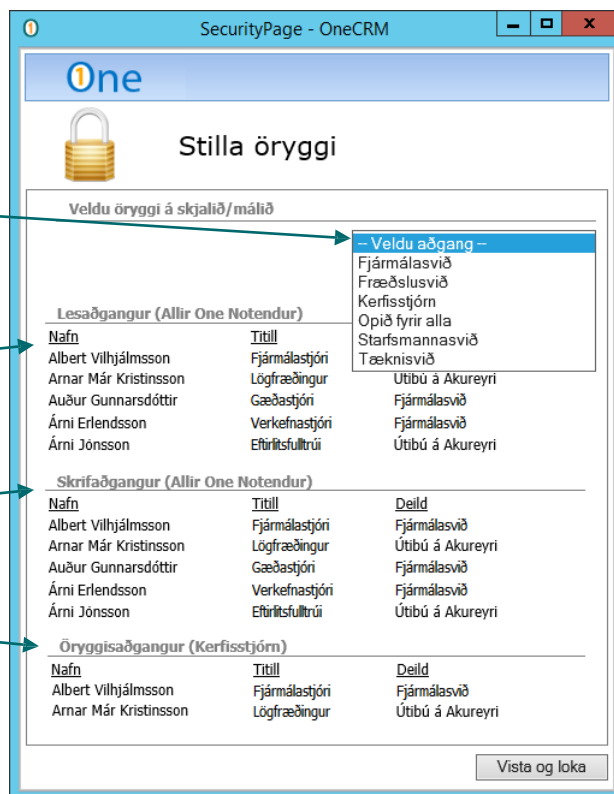 SecurityPage - OneCRM
One
Stilla öryggi
Veldu öryggi á skjalið/málið
-- Veldu aðgang --
Fjármálasvið
Fræðslusvið
Kerfisstjórn
Opið fyrir alla
Starfsmannasvið
Tæknisvið
Lesaðgangur (Allir One Notendur)
Nafn Titill
Albert Vilhjálmsson Fjármálastjóri
Arnar Már Kristinsson Lögfræðingur Útibú á Akureyri
Auður Gunnarsdóttir Gæðastjóri Fjármálasvið
Árni Erlendsson Verkefnastjóri Fjármálasvið
Árni Jónsson Eftirlitsfulltrúi Útibú á Akureyri
Skrifaðgangur (Allir One Notendur)
Nafn Titill Deild
Albert Vilhjálmsson Fjármálastjóri Fjármálasvið
Arnar Már Kristinsson Lögfræðingur Útibú á Akureyri
Auður Gunnarsdóttir Gæðastjóri Fjármálasvið
Árni Erlendsson Verkefnastjóri Fjármálasvið
Árni Jónsson Eftirlitsfulltrúi Útibú á Akureyri
Öryggisaðgangur (Kerfisstjórn)
Nafn Titill Deild
Albert Vilhjálmsson Fjármálastjóri Fjármálasvið
Arnar Már Kristinsson Lögfræðingur Útibú á Akureyri
Vista og loka